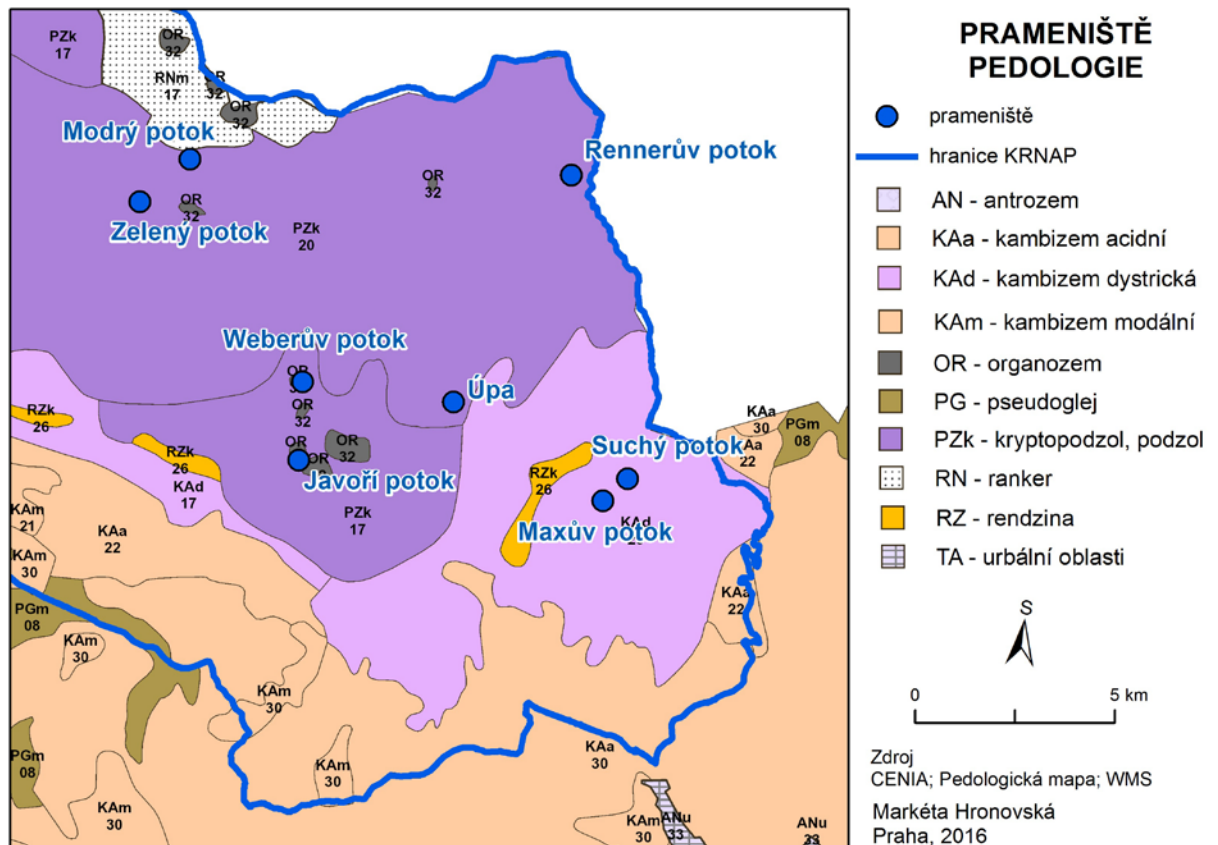 PRAMENIŠTĚ
PEDOLOGIE
prameniště
hranice KRNAP
AN - antrozem
KAa - kambizem acidní
KAd - kambizem dystrická
KAm - kambizem modální
OR - organozem
PG - pseudoglej
PZk - kryptopodzol, podzol
RN - ranker
RZ - rendzina
TA - urbální oblasti
S
0 5 km
Zdroj
CENIA; Pedologická mapa; WMS
Markéta Hronovská
Praha, 2016
PZk
17
OR
32
RNm
17
OR
32
OR
32
Modrý potok
Rennerův potok
OR
32
OR
32
Zelený potok
PZk
20
Weberův potok
OR
OR
32
Úpa
RZk
26
RZk
26
KAd
17
OR
OR
32
OR
Javoří potok
PZk
17
KAa
30
KAa
22
PGm
08
Suchý potok
RZk
26
Maxův potok
KAd
KAm
21
KAa
22
KAm
30
KAa
22
PGm
08
KAm
30
KAm
30
PGm
08
KAm
30
KAa
30
KAm
30
KAm
30
ANu
33
ANu
33